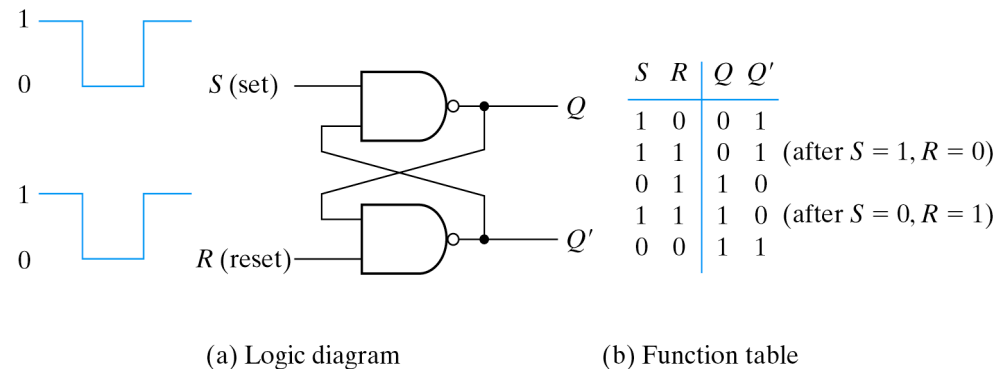 1
0
S (set)
Q
1
0
R (reset)
Q'
S R Q Q'
1 0 0 1
1 1 0 1 (after S = 1, R = 0)
0 1 1 0
1 1 1 0 (after S = 0, R = 1)
0 0 1 1
(a) Logic diagram
(b) Function table